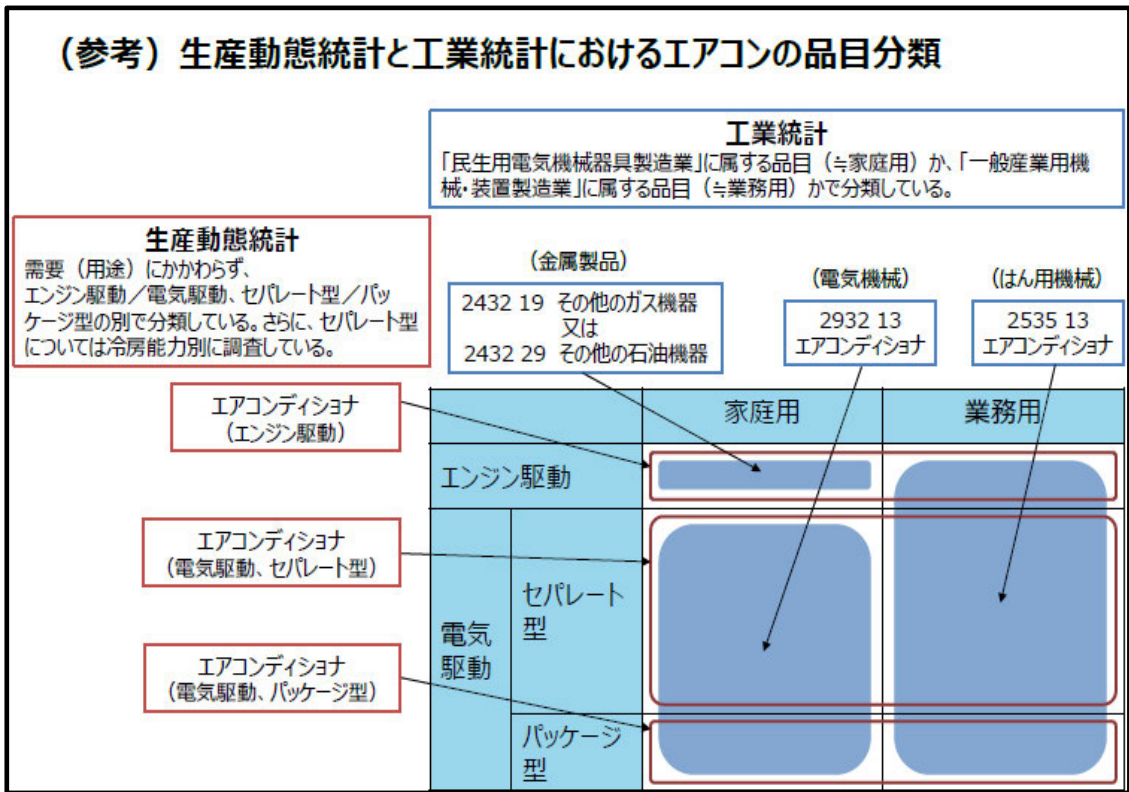 （参考）生産動態統計と工業統計におけるエアコンの品目分類
工業統計
「民生用電気機械器具製造業」に属する品目（≒家庭用）か、「一般産業用機
械・装置製造業」に属する品目（≒業務用）かで分類している。
生産動態統計
需要（用途）にかかわらず、
エンジン駆動／電気駆動、セパレート型／パッ
ケージ型の別で分類している。さらに、セパレート型
については冷房能力別に調査している。
（金属製品）
2432 19 その他のガス機器
又は
2432 29 その他の石油機器
（電気機械）
2932 13
エアコンディショナ
（はん用機械）
2535 13
エアコンディショナ
エアコンディショナ
（エンジン駆動）
エアコンディショナ
（電気駆動、セパレート型）
エアコンディショナ
（電気駆動、パッケージ型）
家庭用
業務用
エンジン駆動
電気
駆動
セパレート
型
パッケージ
型